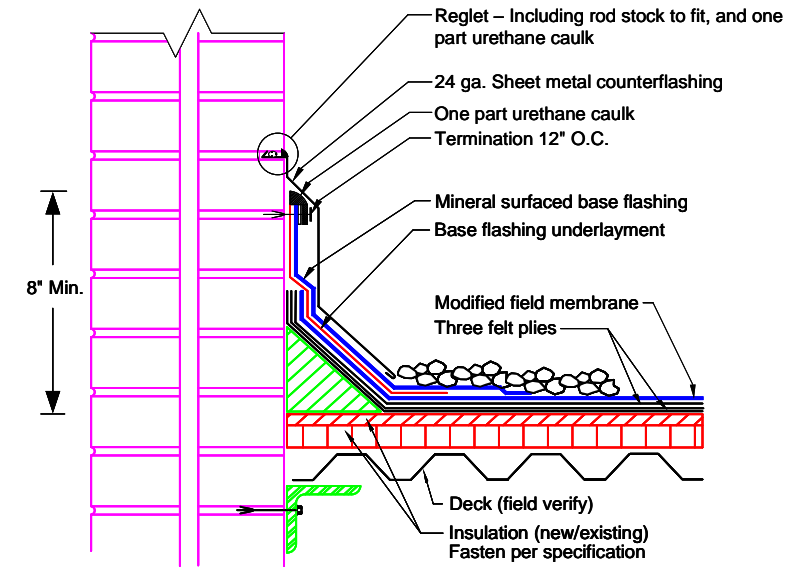 Reglet – Including rod stock to fit, and one
part urethane caulk
24 ga. Sheet metal counterflashing
One part urethane caulk
Termination 12" O.C.
Mineral surfaced base flashing
Base flashing underlayment
8" Min.
Modified field membrane
Three felt plies
Deck (field verify)
Insulation (new/existing)
Fasten per specification